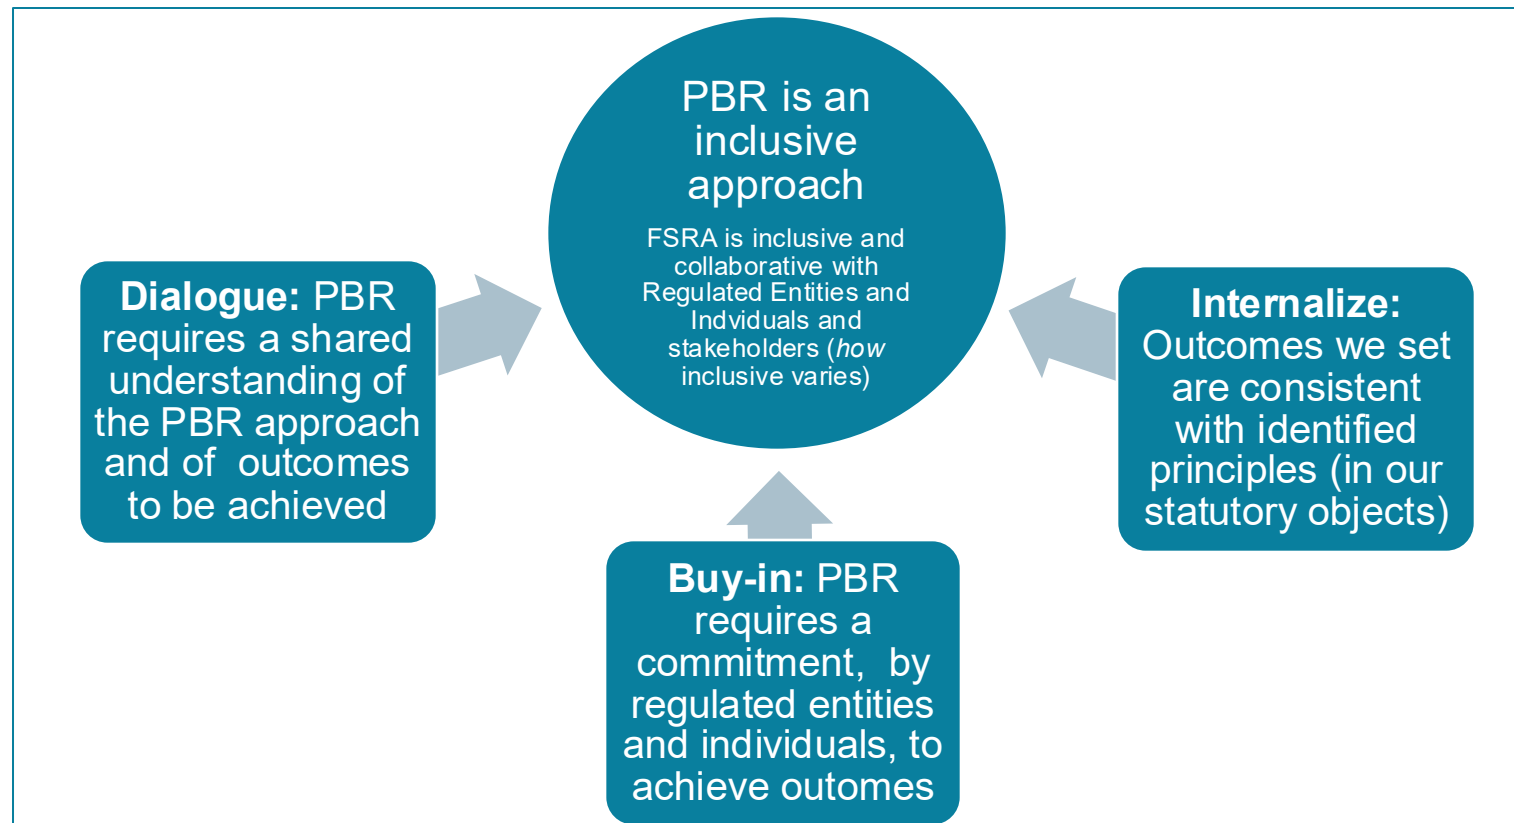 PBR is an
inclusive
approach
FSRA is inclusive and
collaborative with
Regulated Entities and
Indviduals and
stakeholders (how
inclusive varies)
Dialogue: PBR
requires a shared
understanding of
the PBR approach
and of outcomes
to be achieved
Buy-in: PBR
requires a
commitment, by
regulated entities
and individuals, to
achieve outomes
Internalize:
Outcomes we set
are consistent
with identified
principles (in our
statutory objects)